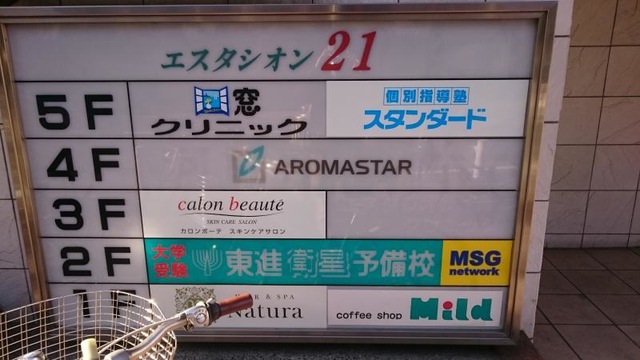 エスタシオン 21
5F
窓
クリニック
個別指導塾
スタンダード
4F
AROMASTAR
3F
calon beauté
SKIN CARE SALON
カロンボーテ スキンケアサロン
2F
大学
受験
東進衛星予備校
MSG
network
1F
& SPA
Natura
coffee shop Mild